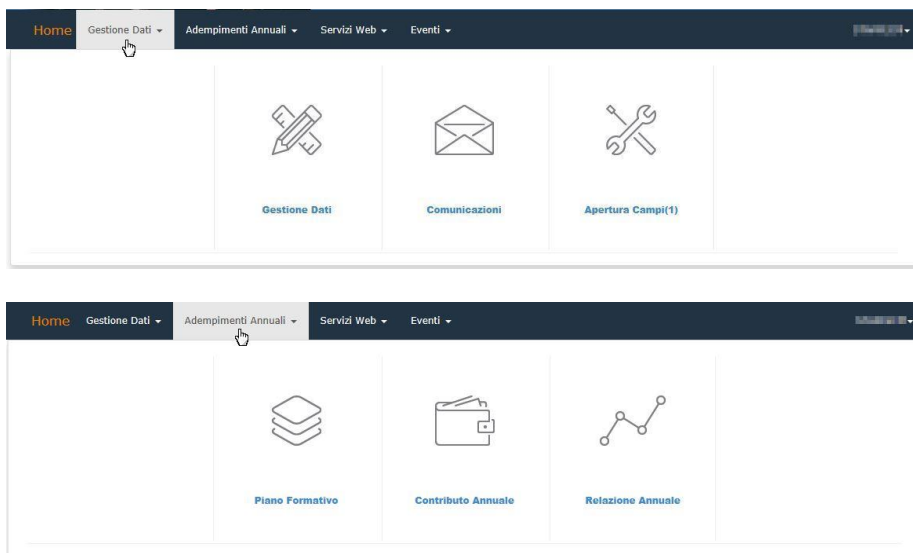 Home Gestione Dati Adempimenti Annuali Servizi Web Eventi
Gestione Dati Comunicazioni Apertura Campi(1)
Home Gestione Dati Adempimenti Annuali Servizi Web Eventi
Piano Formativo Contributo Annuale Relazione Annuale